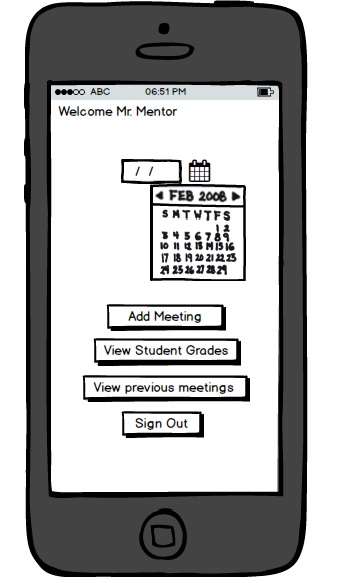 ABC 06:51 PM
Welcome Mr. Mentor
/ /
FEB 2008
S M T W T F S
1 2
3 4 5 6 7 8 9
10 11 12 13 14 15 16
17 18 19 20 21 22 23
24 25 26 27 28 29
Add Meeting
View Student Grades
View previous meetings
Sign Out